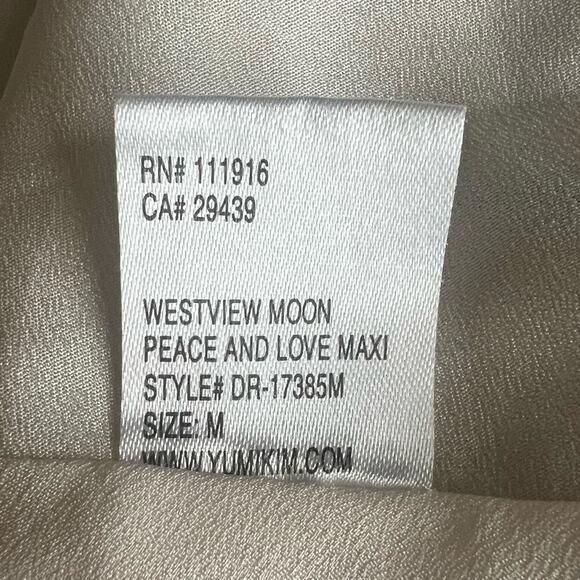 RN# 111916
CA# 29439
WESTVIEW MOON
PEACE AND LOVE MAXI
STYLE# DR-17385M
SIZE: M
WWW.YUMIKIM.COM